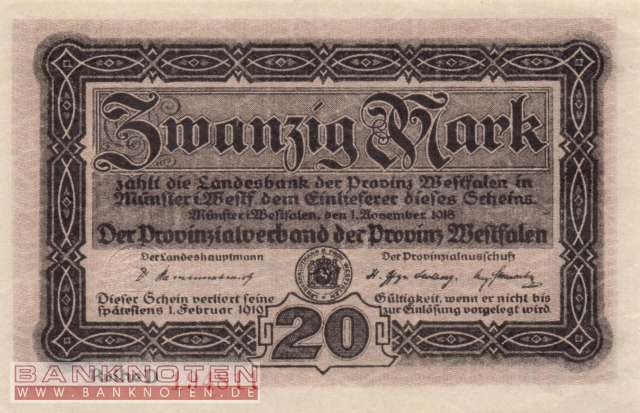 Zwanzig Mark
zahlt die Landesbank der Provinz Westfalen in
Münster i. Westf. dem Einlieferer dieses Scheins.
Münster i. Westfalen, den 1. November 1918
Der Provinzialverband der Provinz Westfalen
Der Landeshauptmann
Der Provinzialausschuß
Dieser Schein verliert seine Gültigkeit, wenn er nicht bis
spätestens 1. Februar 1919 zur Einlösung vorgelegt wird.
20
Reihe D
BANKNOTEN
WWW.BANKNOTEN.DE